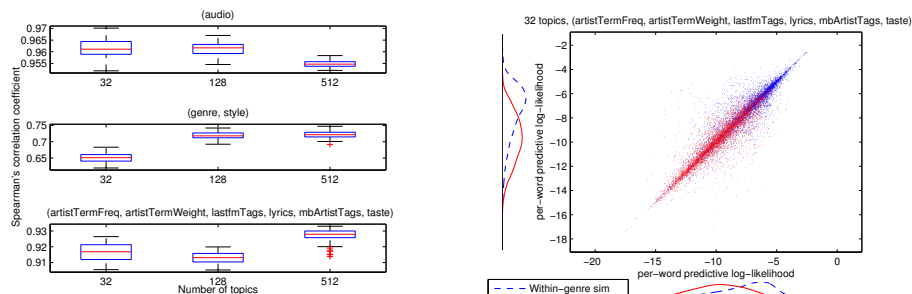 (audio)
0.97
0.965
0.96
0.955
32 128 512
(genre, style)
0.75
0.7
0.65
32 128 512
(artistTermFreq, artistTermWeight, lastfmTags, lyrics, mbArtistTags, taste)
0.93
0.92
0.91
32 128 512
Number of topics
Spearman's correlation coefficient
32 topics, (artistTermFreq, artistTermWeight, lastfmTags, lyrics, mbArtistTags, taste)
−2
−4
−6
−8
−10
−12
−14
−16
−18
−20 −15 −10 −5 0
per−word predictive log−likelihood
per−word predictive log−likelihood
Within−genre sim